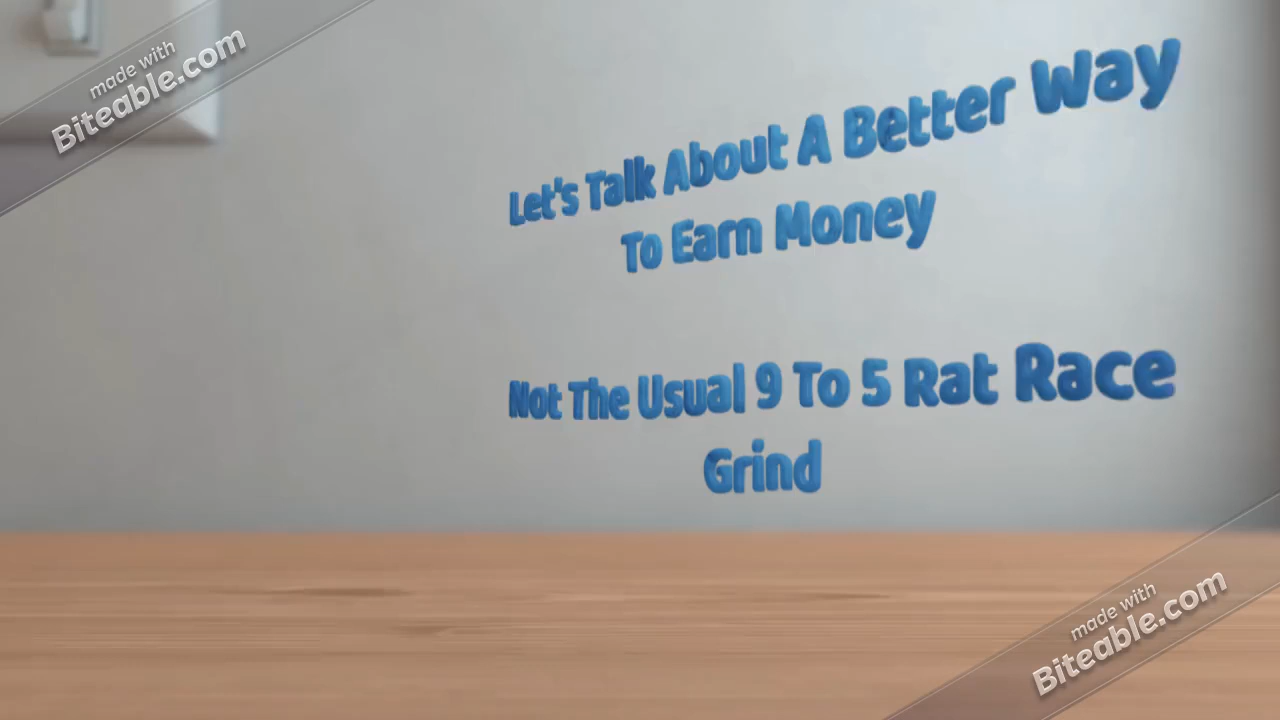 made with
Biteable.com
Let's Talk About A Better Way
To Earn Money
Not The Usual 9 To 5 Rat Race
Grind
made with
Biteable.com